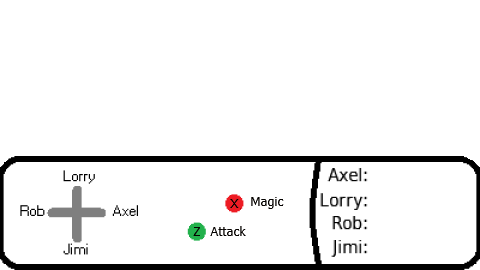 Lorry
Rob
Axel
Jimi
X Magic
Z Attack
Axel:
Lorry:
Rob:
Jimi: